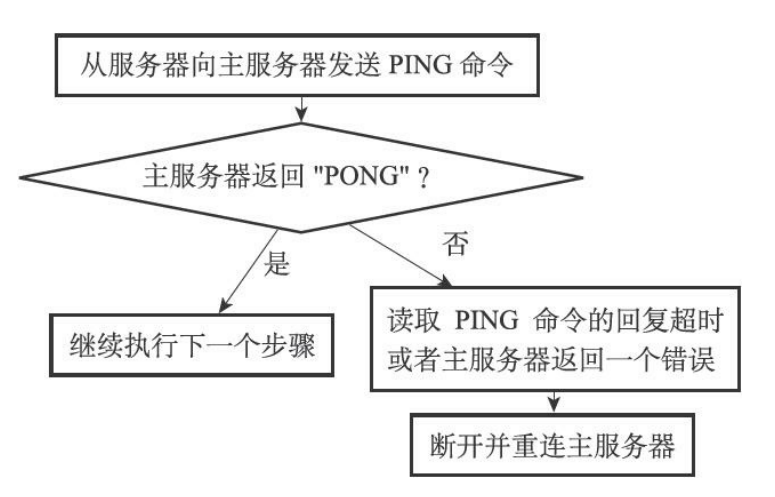 从服务器向主服务器发送 PING 命令
主服务器返回 "PONG"？
是
否
继续执行下一个步骤
读取 PING 命令的回复超时
或者主服务器返回一个错误
断开并重连主服务器